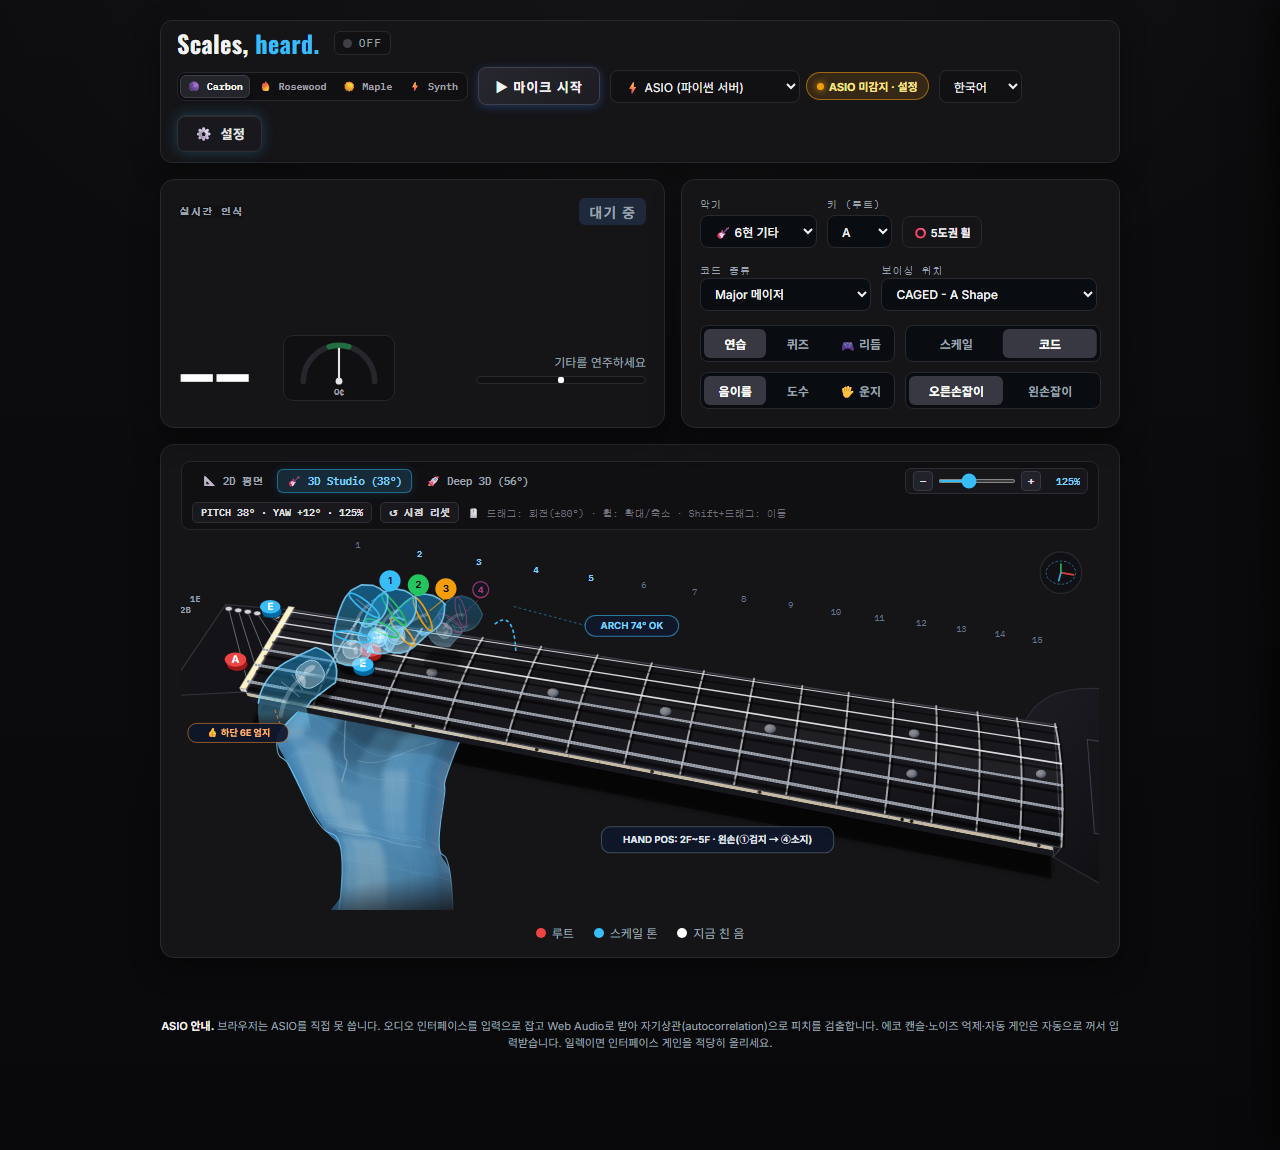 Scales, heard.
OFF
Carbon
Rosewood
Maple
Synth
▶ 마이크 시작
ASIO (파이썬 서버)
ASIO 미감지 · 설정
한국어
설정
실시간 인식
대기 중
0¢
기타를 연주하세요
악기
키 (루트)
6현 기타
A
5도권 휠
코드 종류
보이싱 위치
Major 메이저
CAGED - A Shape
연습
퀴즈
리듬
스케일
코드
음이름
도수
운지
오른손잡이
왼손잡이
2D 평면
3D Studio (38°)
Deep 3D (56°)
−
+
125%
PITCH 38° · YAW +12° · 125%
↺ 시점 리셋
드래그: 회전(±80°) · 휠: 확대/축소 · Shift+드래그: 이동
1
2
3
4
5
6
7
8
9
10
11
12
13
14
15
1
2
3
4
1E
2B
E
A
E
ARCH 74° OK
하단 6E 엄지
HAND POS: 2F~5F · 왼손(①검지 → ④소지)
루트
스케일 톤
지금 친 음
ASIO 안내. 브라우저는 ASIO를 직접 못 씁니다. 오디오 인터페이스를 입력으로 잡고 Web Audio로 받아 자기상관(autocorrelation)으로 피치를 검출합니다. 에코 캔슬·노이즈 억제·자동 게인은 자동으로 꺼서 입
력받습니다. 일렉이면 인터페이스 게인을 적당히 올리세요.